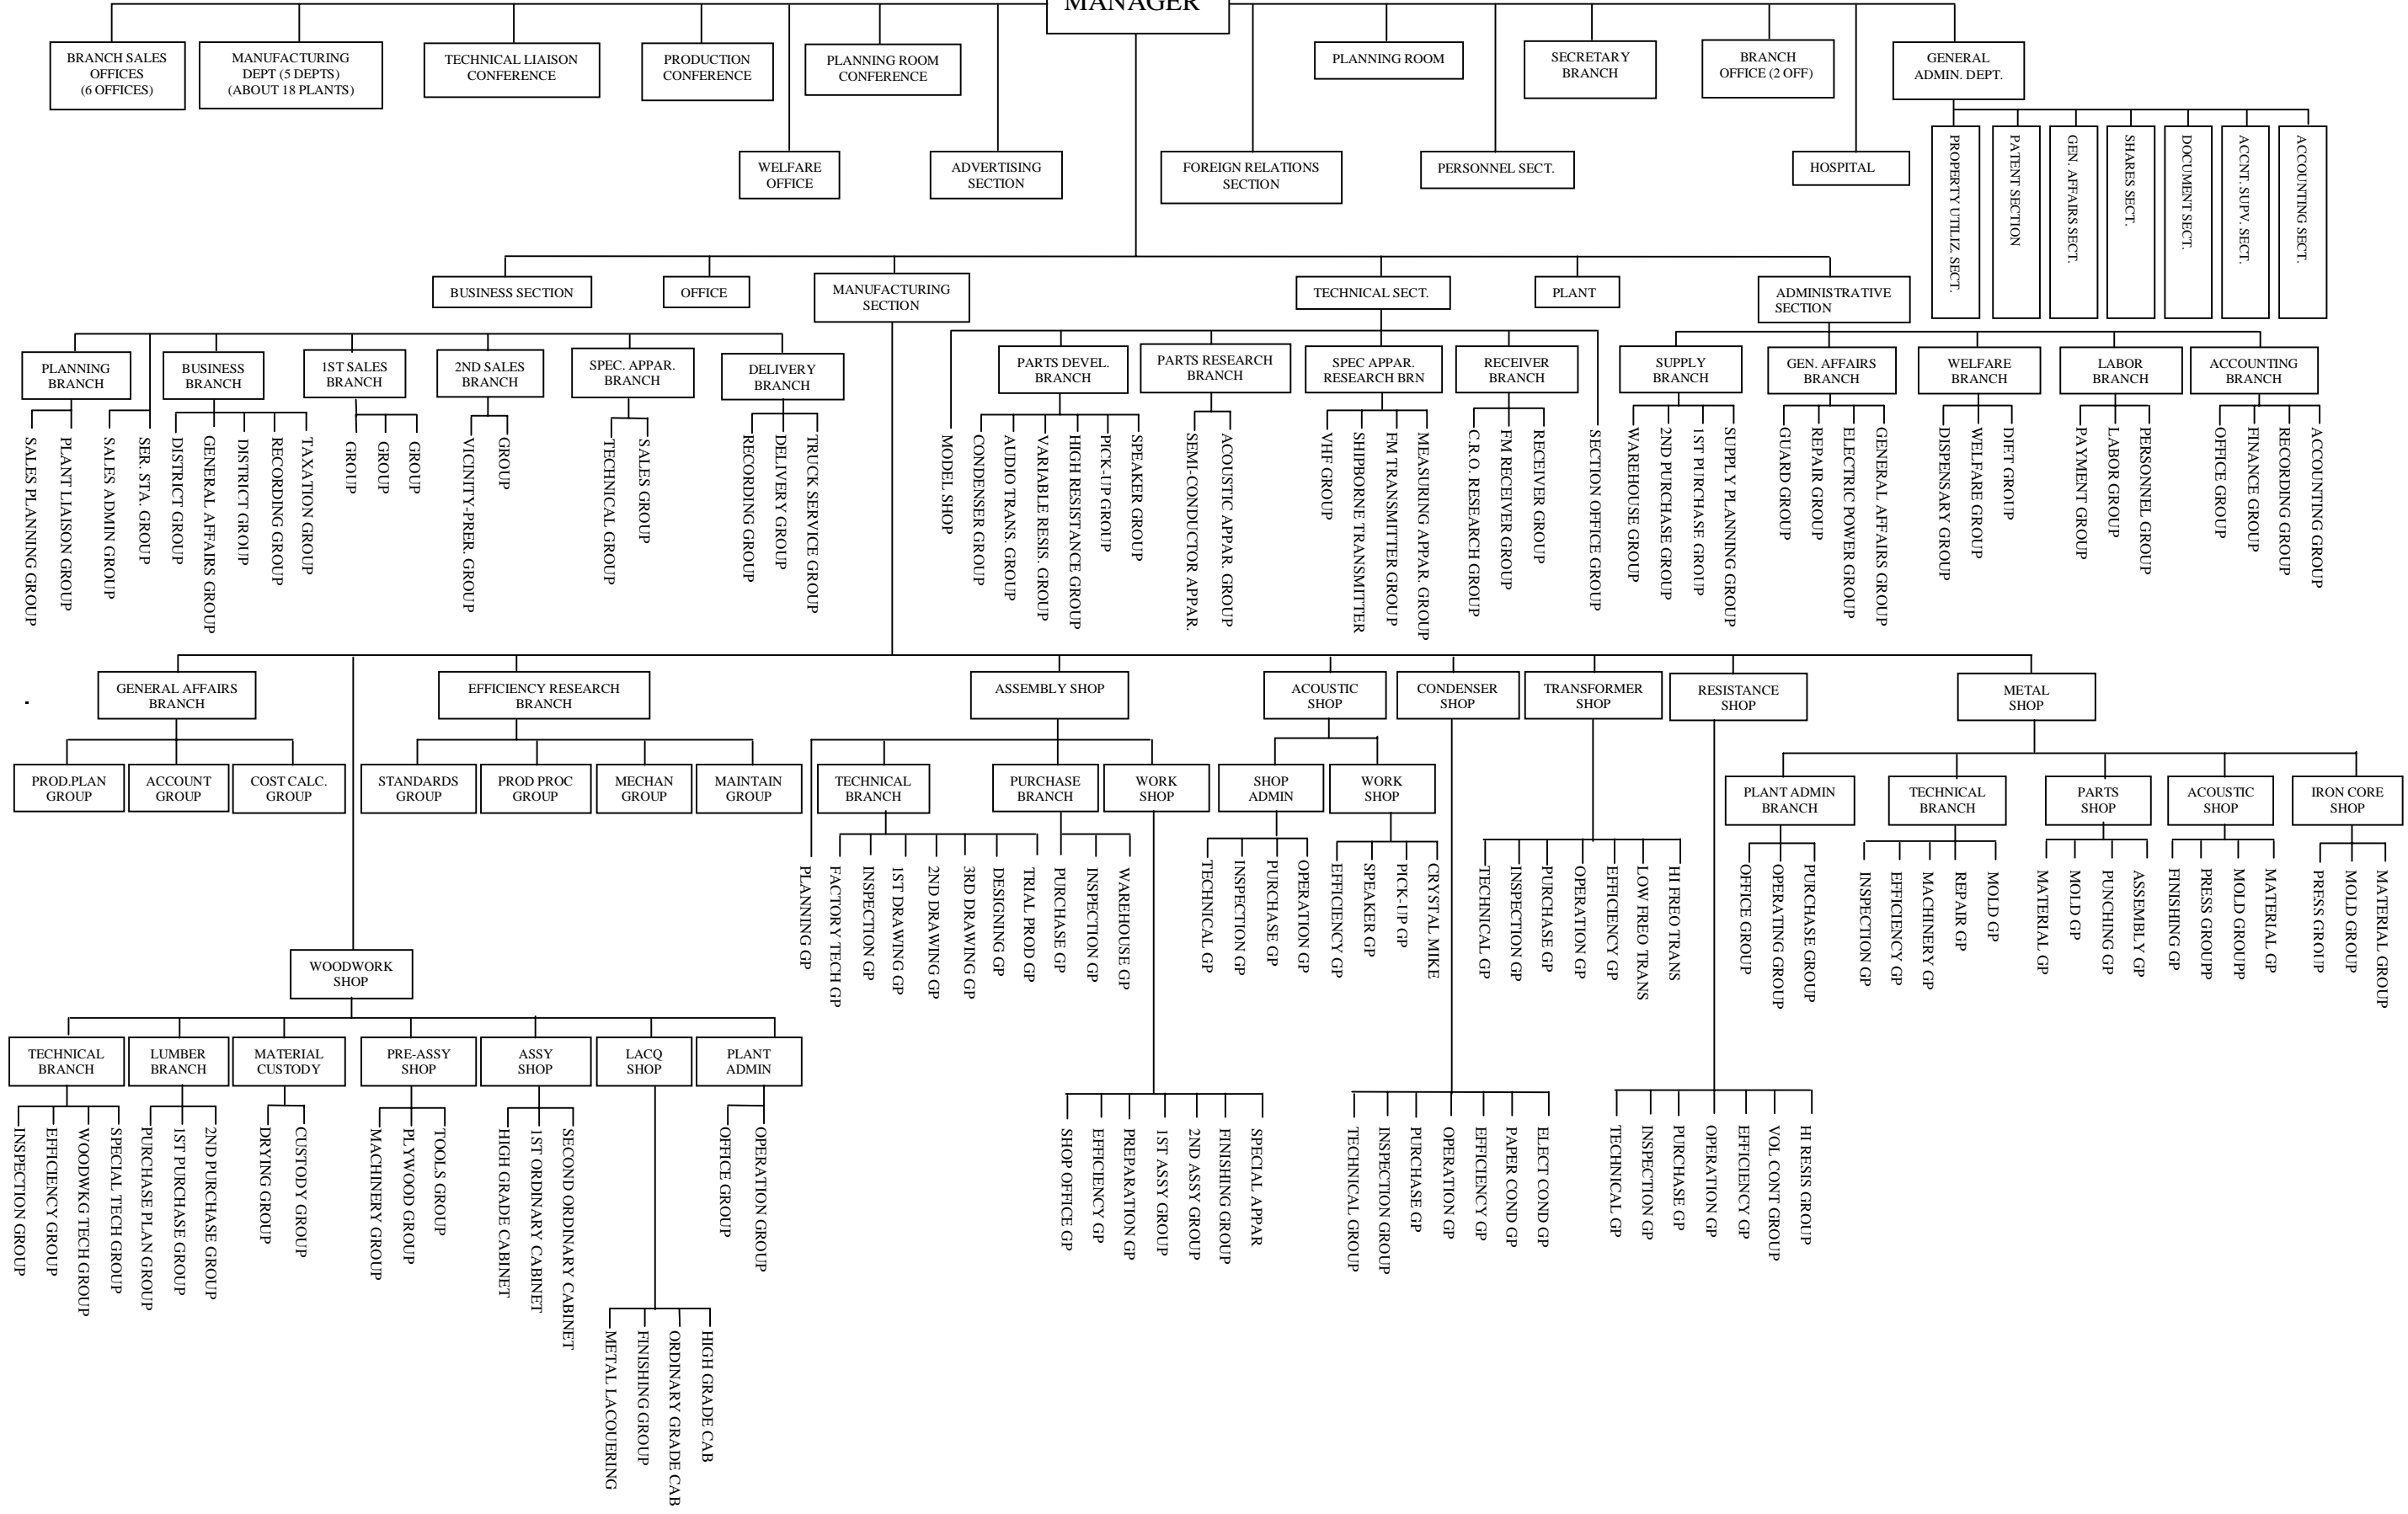 MANAGER
BRANCH SALES
OFFICES
(6 OFFICES)
MANUFACTURING
DEPT (5 DEPTS)
(ABOUT 18 PLANTS)
TECHNICAL LIAISON
CONFERENCE
PRODUCTION
CONFERENCE
PLANNING ROOM
CONFERENCE
PLANNING ROOM
SECRETARY
BRANCH
BRANCH
OFFICE (2 OFF)
GENERAL
ADMIN. DEPT.
WELFARE
OFFICE
ADVERTISING
SECTION
FOREIGN RELATIONS
SECTION
PERSONNEL SECT.
HOSPITAL
PROPERTY UTILIZ. SECT.
PATENT SECTION
GEN. AFFAIRS SECT.
SHARES SECT.
DOCUMENT SECT.
ACCNT. SUPV. SECT.
ACCOUNTING SECT.
BUSINESS SECTION
OFFICE
MANUFACTURING
SECTION
TECHNICAL SECT.
PLANT
ADMINISTRATIVE
SECTION
PLANNING
BRANCH
BUSINESS
BRANCH
1ST SALES
BRANCH
2ND SALES
BRANCH
SPEC. APPAR.
BRANCH
DELIVERY
BRANCH
PARTS DEVEL.
BRANCH
PARTS RESEARCH
BRANCH
SPEC APPAR.
RESEARCH BRN
RECEIVER
BRANCH
SUPPLY
BRANCH
GEN. AFFAIRS
BRANCH
WELFARE
BRANCH
LABOR
BRANCH
ACCOUNTING
BRANCH
SALES PLANNING GROUP
PLANT LIAISON GROUP
SALES ADMIN GROUP
SER. STA. GROUP
DISTRICT GROUP
GENERAL AFFAIRS GROUP
DISTRICT GROUP
RECORDING GROUP
TAXATION GROUP
GROUP
GROUP
GROUP
VICINITY-PRER. GROUP
GROUP
TECHNICAL GROUP
SALES GROUP
RECORDING GROUP
DELIVERY GROUP
TRUCK SERVICE GROUP
MODEL SHOP
CONDENSER GROUP
AUDIO TRANS. GROUP
VARIABLE RESIS. GROUP
HIGH RESISTANCE GROUP
PICK-UP GROUP
SPEAKER GROUP
SEMI-CONDUCTOR APPAR.
ACOUSTIC APPAR. GROUP
VHF GROUP
SHIPBORNE TRANSMITTER
FM TRANSMITTER GROUP
MEASURING APPAR. GROUP
C.R.O. RESEARCH GROUP
FM RECEIVER GROUP
RECEIVER GROUP
SECTION OFFICE GROUP
WAREHOUSE GROUP
2ND PURCHASE GROUP
1ST PURCHASE GROUP
SUPPLY PLANNING GROUP
GUARD GROUP
REPAIR GROUP
ELECTRIC POWER GROUP
GENERAL AFFAIRS GROUP
DISPENSARY GROUP
WELFARE GROUP
DIET GROUP
PAYMENT GROUP
LABOR GROUP
PERSONNEL GROUP
OFFICE GROUP
FINANCE GROUP
RECORDING GROUP
ACCOUNTING GROUP
GENERAL AFFAIRS
BRANCH
EFFICIENCY RESEARCH
BRANCH
ASSEMBLY SHOP
ACOUSTIC
SHOP
CONDENSER
SHOP
TRANSFORMER
SHOP
RESISTANCE
SHOP
METAL
SHOP
PROD.PLAN
GROUP
ACCOUNT
GROUP
COST CALC.
GROUP
STANDARDS
GROUP
PROD PROC
GROUP
MECHAN
GROUP
MAINTAIN
GROUP
TECHNICAL
BRANCH
PURCHASE
BRANCH
WORK
SHOP
SHOP
ADMIN
WORK
SHOP
PLANT ADMIN
BRANCH
TECHNICAL
BRANCH
PARTS
SHOP
ACOUSTIC
SHOP
IRON CORE
SHOP
PLANNING GP
FACTORY TECH GP
INSPECTION GP
1ST DRAWING GP
2ND DRAWING GP
3RD DRAWING GP
DESIGNING GP
TRIAL PROD GP
PURCHASE GP
INSPECTION GP
WAREHOUSE GP
TECHNICAL GP
INSPECTION GP
PURCHASE GP
OPERATION GP
EFFICIENCY GP
SPEAKER GP
PICK-UP GP
CRYSTAL MIKE
TECHNICAL GP
INSPECTION GP
PURCHASE GP
OPERATION GP
EFFICIENCY GP
LOW FREQ TRANS
HI FREQ TRANS
OFFICE GROUP
OPERATING GROUP
PURCHASE GROUP
INSPECTION GP
EFFICIENCY GP
MACHINERY GP
REPAIR GP
MOLD GP
MATERIAL GP
MOLD GP
PUNCHING GP
ASSEMBLY GP
FINISHING GP
PRESS GROUPP
MOLD GROUPP
MATERIAL GP
PRESS GROUP
MOLD GROUP
MATERIAL GROUP
WOODWORK
SHOP
TECHNICAL
BRANCH
LUMBER
BRANCH
MATERIAL
CUSTODY
PRE-ASSY
SHOP
ASSY
SHOP
LACQ
SHOP
PLANT
ADMIN
INSPECTION GROUP
EFFICIENCY GROUP
WOODWKG TECH GROUP
SPECIAL TECH GROUP
PURCHASE PLAN GROUP
1ST PURCHASE GROUP
2ND PURCHASE GROUP
DRYING GROUP
CUSTODY GROUP
MACHINERY GROUP
PLYWOOD GROUP
TOOLS GROUP
HIGH GRADE CABINET
1ST ORDINARY CABINET
SECOND ORDINARY CABINET
OFFICE GROUP
OPERATION GROUP
SHOP OFFICE GP
EFFICIENCY GP
PREPARATION GP
1ST ASSY GROUP
2ND ASSY GROUP
FINISHING GROUP
SPECIAL APPAR
TECHNICAL GROUP
INSPECTION GROUP
PURCHASE GP
OPERATION GP
EFFICIENCY GP
PAPER COND GP
ELECT COND GP
TECHNICAL GP
INSPECTION GP
PURCHASE GP
OPERATION GP
EFFICIENCY GP
VOL CONT GROUP
HI RESIS GROUP
METAL LACQUERING
FINISHING GROUP
ORDINARY GRADE CAB
HIGH GRADE CAB